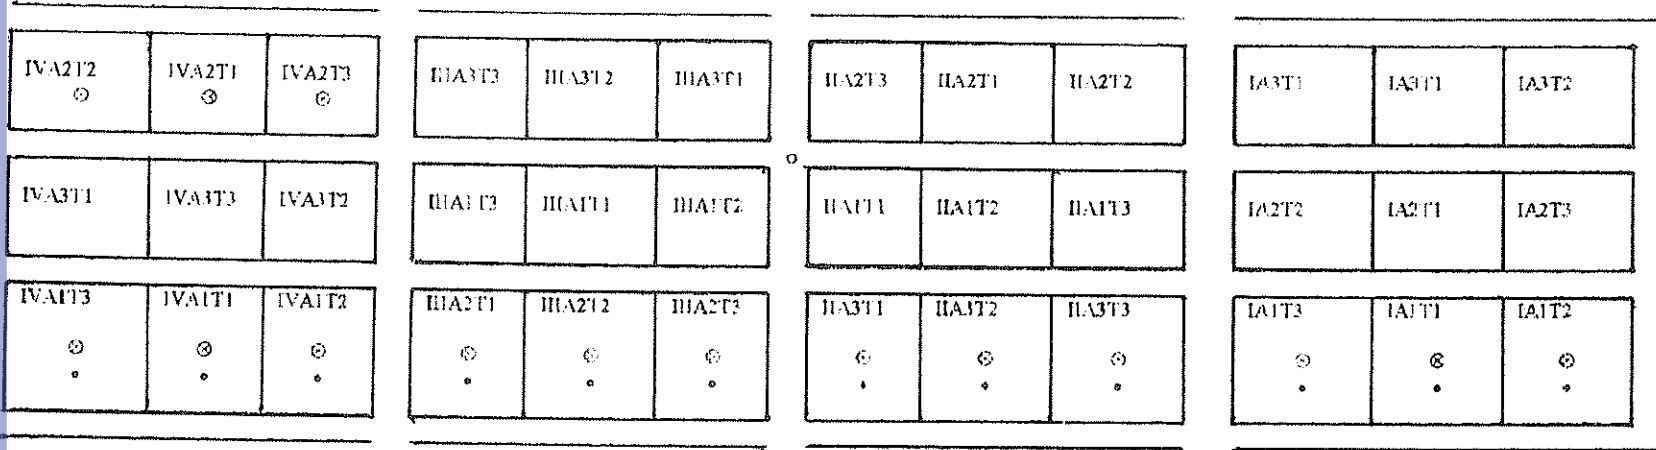 IVA2T2 IVA2T1 IVA2T3 IIIA3T3 IIIA3T2 IIIA3T1 IIA2T3 IIA2T1 IIA2T2 IA3T1 IA3T1 IA3T2
IVA3T1 IVA3T3 IVA3T2 IIIA1T3 IIIA1T1 IIIA1T2 IIA1T1 IIA1T2 IIA1T3 IA2T2 IA2T1 IA2T3
IVA1T3 IVA1T1 IVA1T2 IIIA2T1 IIIA2T2 IIIA2T3 IIA3T1 IIA3T2 IIA3T3 IA1T3 IA1T1 IA1T2